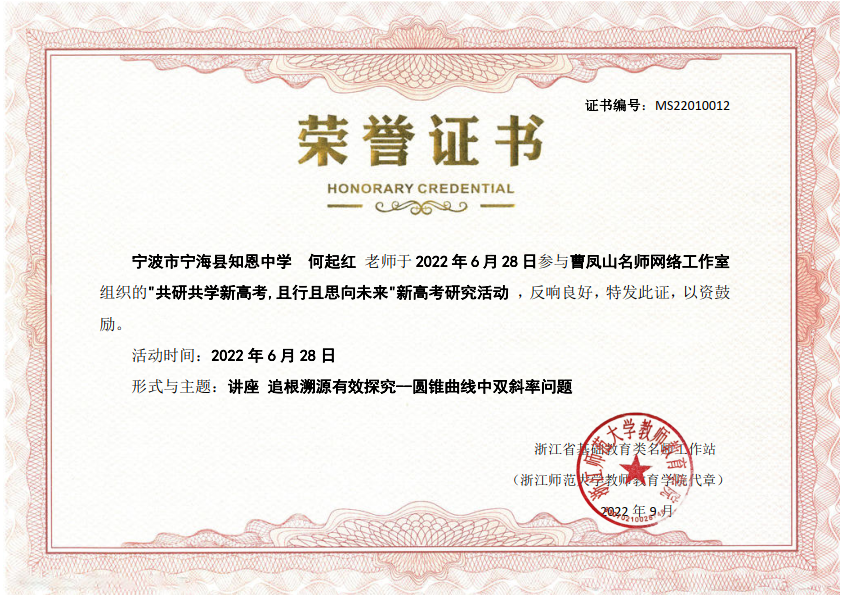 证书编号：MS22010012
荣誉证书
HONORARY CREDENTIAL
宁波市宁海县知恩中学 何起红 老师于 2022 年 6 月 28 日参与曹凤山名师网络工作室
组织的"共研共学新高考,且行且思向未来"新高考研究活动 ，反响良好，特发此证，以资鼓
励。
活动时间：2022 年 6 月 28 日
形式与主题：讲座 追根溯源有效探究--圆锥曲线中双斜率问题
浙江省基础教育类名师工作站
（浙江师范大学教师教育学院代章）
2022 年 9 月
浙江师范大学教师教育学院